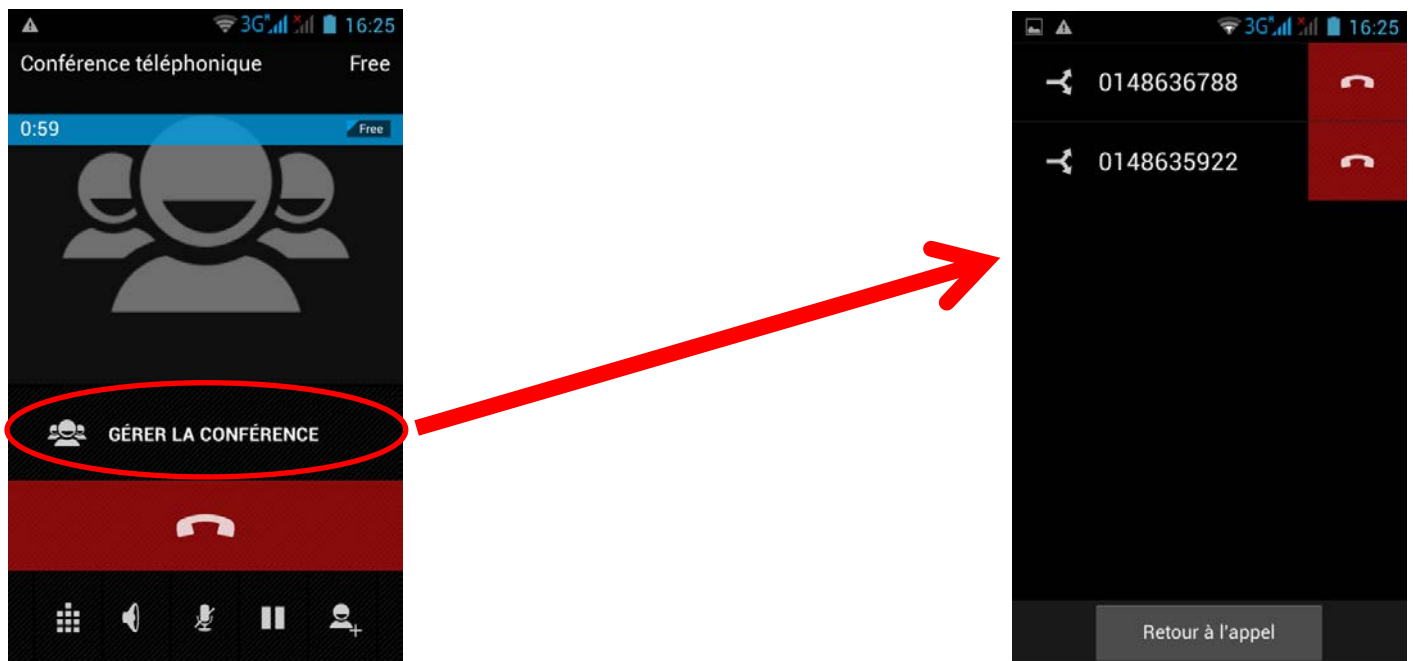 3G 16:25
Conférence téléphonique Free
0:59 Free
GÉRER LA CONFÉRENCE
3G 16:25
0148636788
0148635922
Retour à l'appel